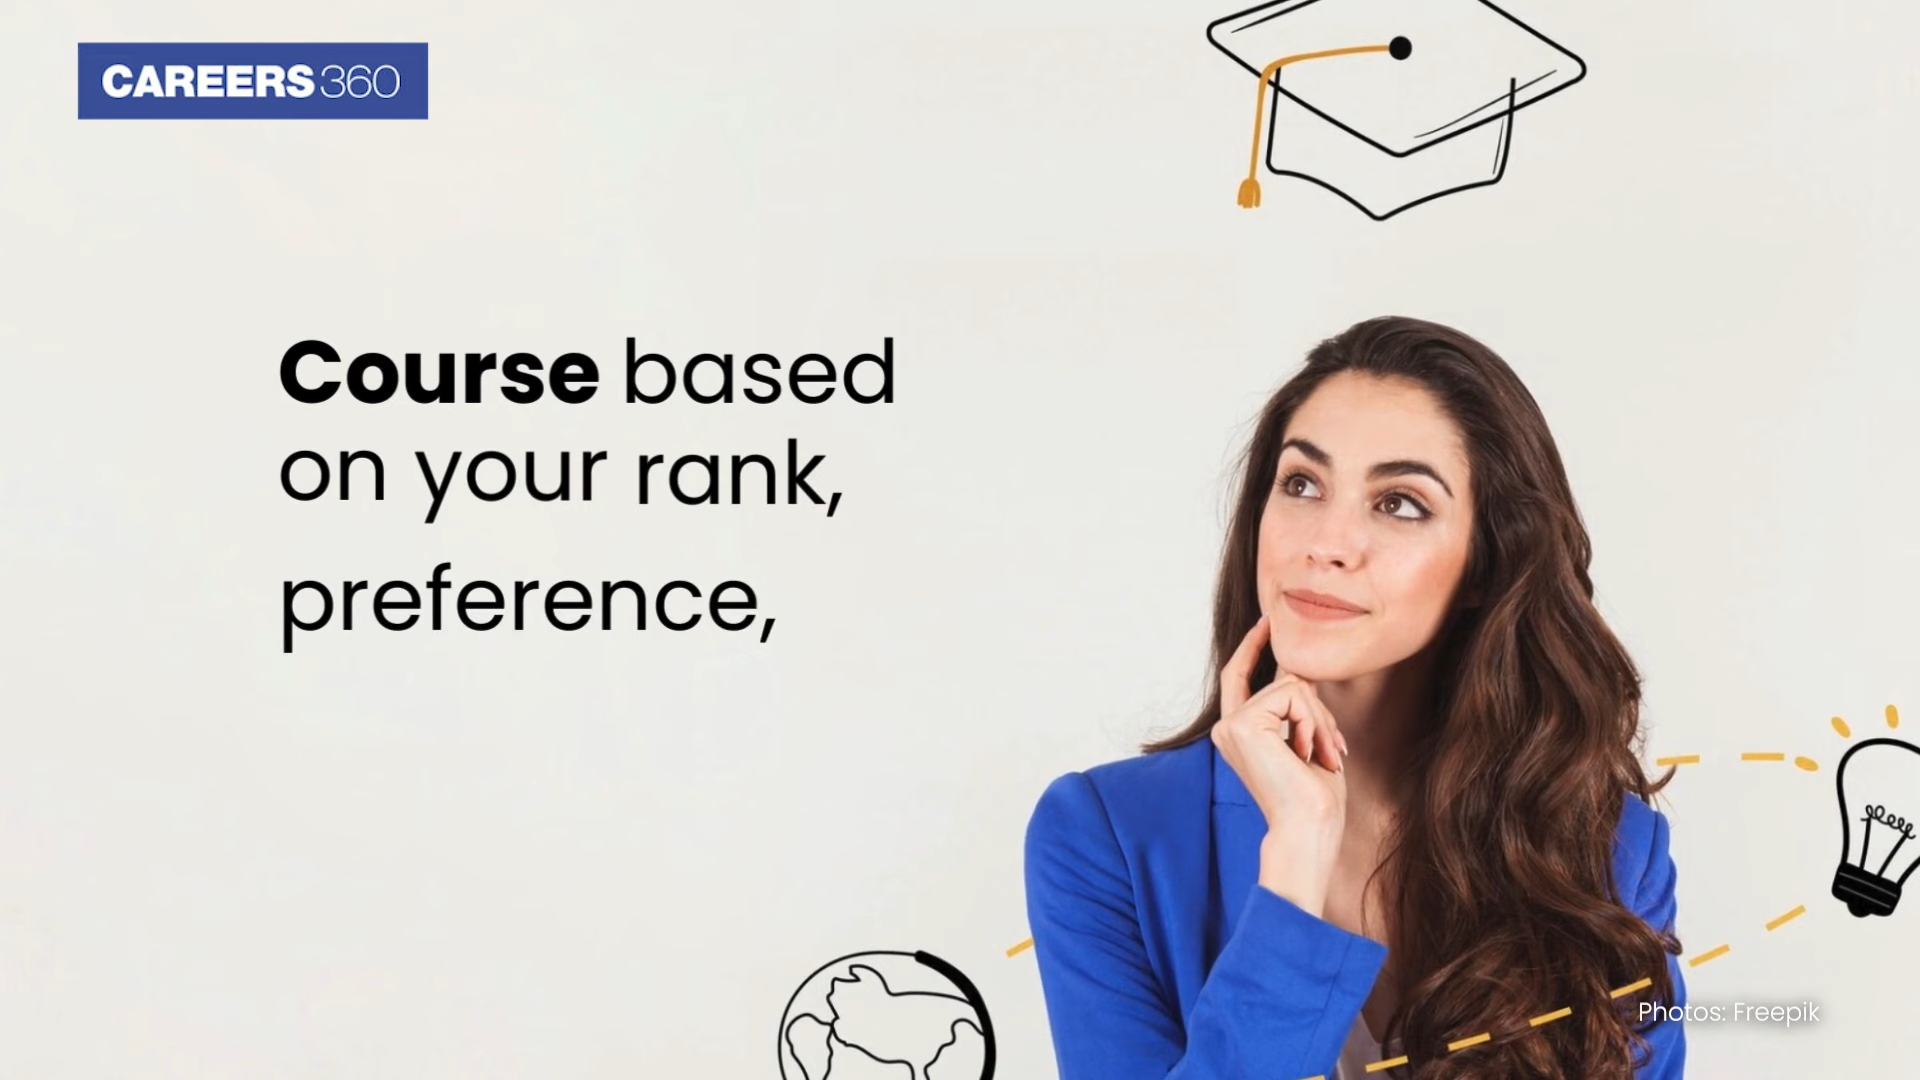 CAREERS360
Course based
on your rank,
preference,
Photos: Freepik